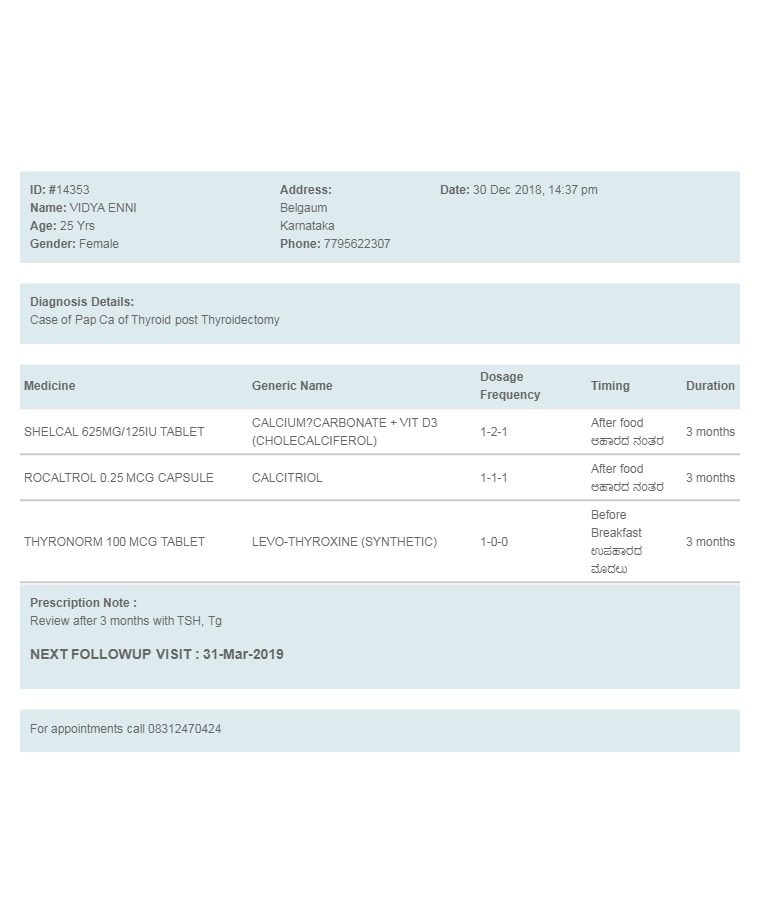 ID: #14353
Name: VIDYA ENNI
Age: 25 Yrs
Gender: Female
Address:
Belgaum
Karnataka
Phone: 7795622307
Date: 30 Dec 2018, 14:37 pm
Diagnosis Details:
Case of Pap Ca of Thyroid post Thyroidectomy
Medicine Generic Name Dosage Frequency Timing Duration
SHELCAL 625MG/125IU TABLET
CALCIUM?CARBONATE + VIT D3
(CHOLECALCIFEROL)
1-2-1
After food
ಆಹಾರದ ನಂತರ
3 months
ROCALTROL 0.25 MCG CAPSULE
CALCITRIOL
1-1-1
After food
ಆಹಾರದ ನಂತರ
3 months
THYRONORM 100 MCG TABLET
LEVO-THYROXINE (SYNTHETIC)
1-0-0
Before
Breakfast
ಉಪಹಾರದ
ಮೊದಲು
3 months
Prescription Note :
Review after 3 months with TSH, Tg
NEXT FOLLOWUP VISIT : 31-Mar-2019
For appointments call 08312470424